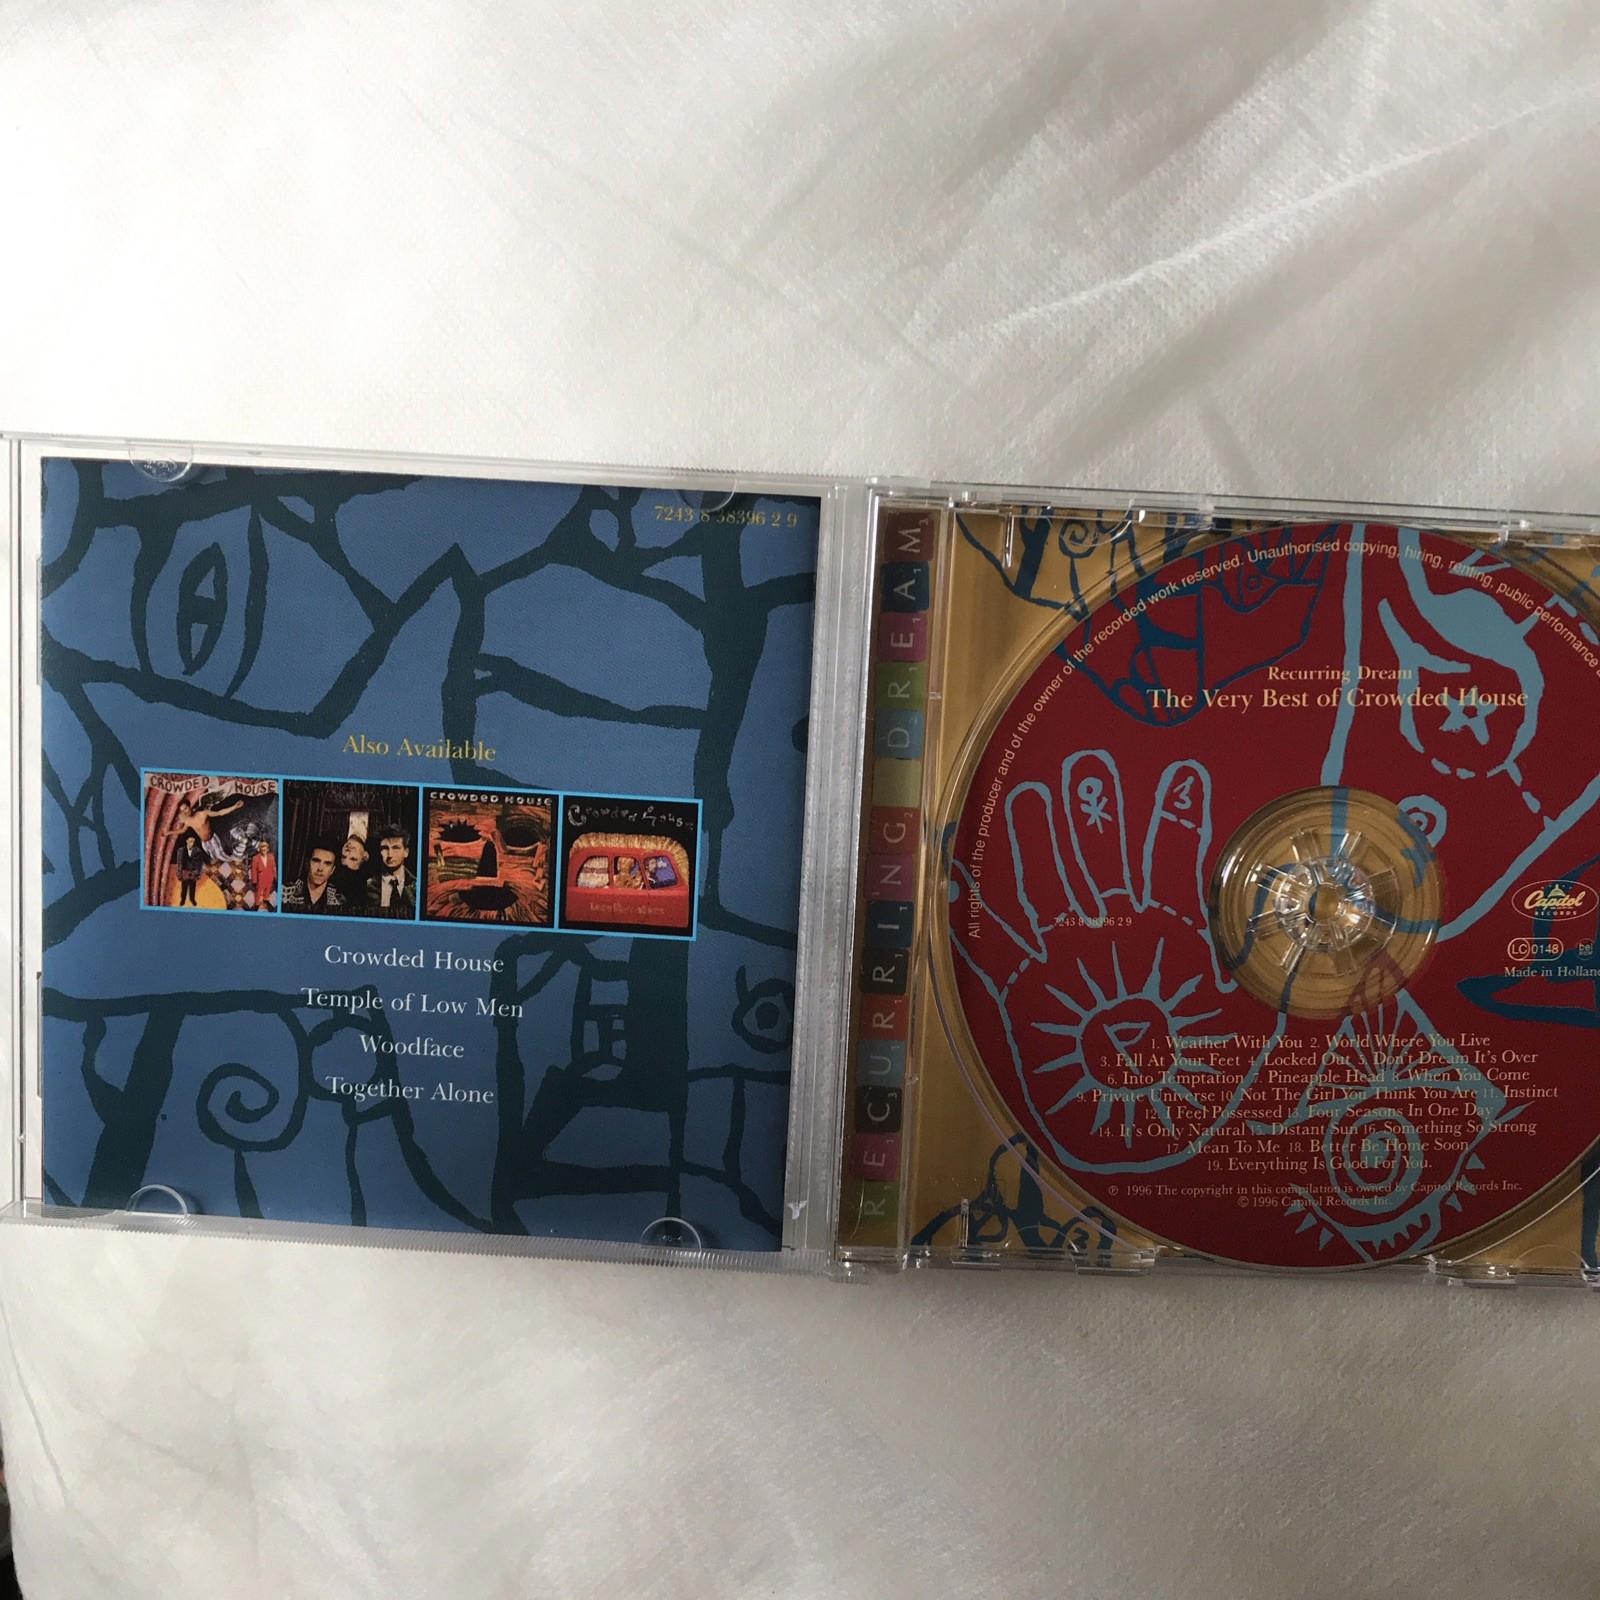 7243 8 38396 2 9
Also Available
CROWDED HOUSE
CROWDED HOUSE
Crowded House
Together Alone
Crowded House
Temple of Low Men
Woodface
Together Alone
RECURRING DREAM
All rights of the producer and of the owner of the recorded work reserved. Unauthorised copying, hiring, renting, public performance
Recurring Dream
The Very Best of Crowded House
3
7243 8 38396 2 9
Capitol
RECORDS
LC 0148
Made in Holland
1. Weather With You 2. World Where You Live
3. Fall At Your Feet 4. Locked Out 5. Don't Dream It's Over
6. Into Temptation 7. Pineapple Head 8. When You Come
9. Private Universe 10. Not The Girl You Think You Are 11. Instinct
12. I Feel Possessed 13. Four Seasons In One Day
14. It's Only Natural 15. Distant Sun 16. Something So Strong
17. Mean To Me 18. Better Be Home Soon
19. Everything Is Good For You.
℗ 1996 The copyright in this compilation is owned by Capitol Records Inc.
© 1996 Capitol Records Inc.